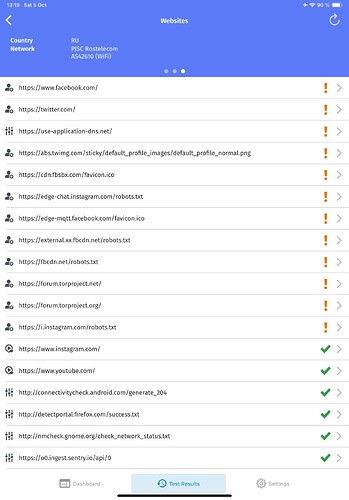 13:19 Sat 5 Oct
90 %
Websites
Country RU
Network PJSC Rostelecom
AS42610 (WiFi)
https://www.facebook.com/
https://twitter.com/
https://use-application-dns.net/
https://abs.twimg.com/sticky/default_profile_images/default_profile_normal.png
https://cdn.fbsbx.com/favicon.ico
https://edge-chat.instagram.com/robots.txt
https://edge-mqtt.facebook.com/favicon.ico
https://external.xx.fbcdn.net/robots.txt
https://fbcdn.net/robots.txt
https://forum.torproject.net/
https://forum.torproject.org/
https://i.instagram.com/robots.txt
https://www.instagram.com/
https://www.youtube.com/
http://connectivitycheck.android.com/generate_204
http://detectportal.firefox.com/success.txt
http://nmcheck.gnome.org/check_network_status.txt
https://o0.ingest.sentry.io/api/0
Dashboard
Test Results
Settings